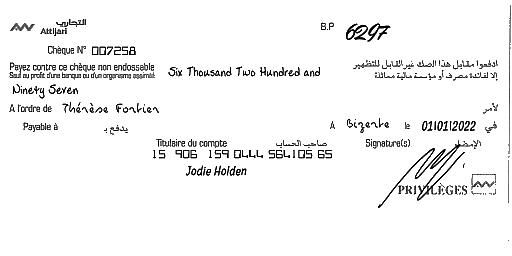 التجاري
Attijari
B.P 6297
Chèque N° 007258
Payez contre ce chèque non endossable
Sauf au profit d'une banque ou d'un organisme assimilé
Six Thousand Two Hundred and
ادفعوا مقابل هذا الصك غير القابل للتظهير
إلا لفائدة مصرف أو مؤسسة مالية مماثلة
Ninety Seven
A l'ordre de Thérèse Fortier
لأمر
Payable à
يدفع بـ
A Bizerte le 01/01/2022 في
Titulaire du compte صاحب الحساب
Signature(s) الإمضاء
15 906 159 0444 564105 65
Jodie Holden
PRIVILÈGES